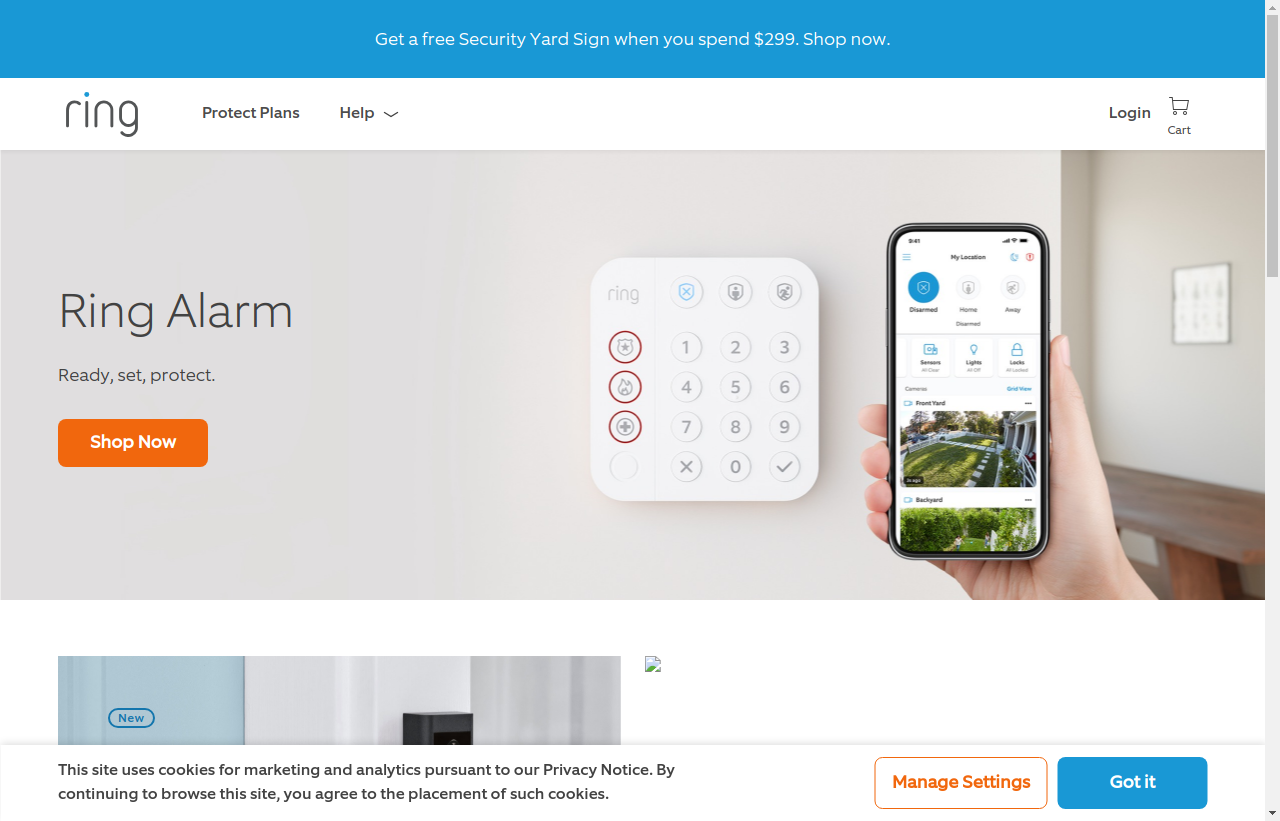 Get a free Security Yard Sign when you spend $299. Shop now.
ring
Protect Plans
Help
Login
Cart
Ring Alarm
Ready, set, protect.
Shop Now
ring
1 2 3
4 5 6
7 8 9
0
9:41
My Location
Disarmed Home Away
Disarmed
Sensors Lights Locks
All Clear All Off All Locked
Cameras Grid View
Front Yard
Backyard
New
This site uses cookies for marketing and analytics pursuant to our Privacy Notice. By
continuing to browse this site, you agree to the placement of such cookies.
Manage Settings
Got it